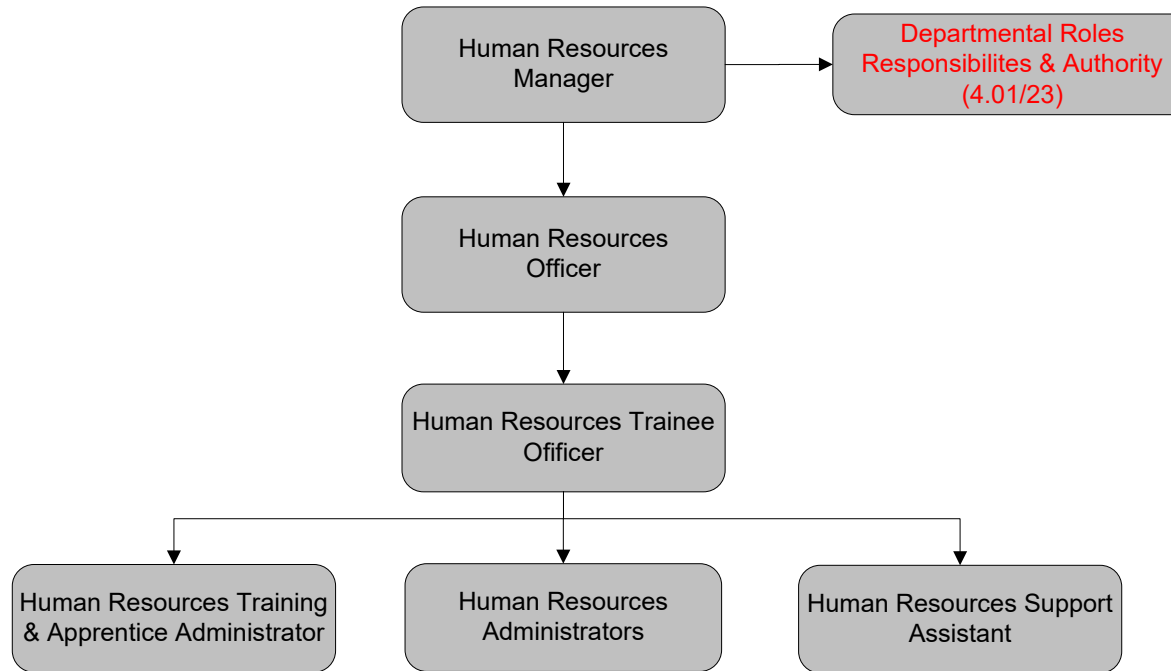 Human Resources
Manager
Departmental Roles
Responsibilites & Authority
(4.01/23)
Human Resources
Officer
Human Resources Trainee
Ofificer
Human Resources Training
& Apprentice Administrator
Human Resources
Administrators
Human Resources Support
Assistant